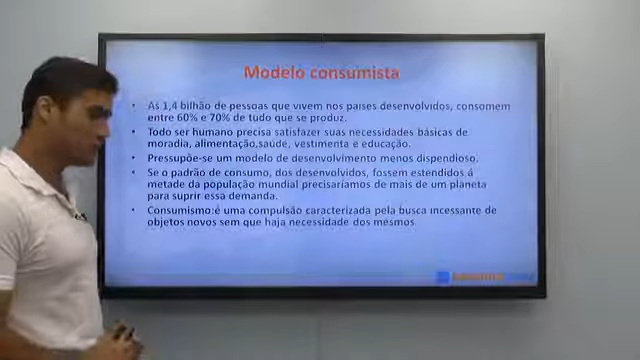 Modelo consumista
• As 1,4 bilhão de pessoas que vivem nos países desenvolvidos, consomem
entre 60% e 70% de tudo que se produz.
• Todo ser humano precisa satisfazer suas necessidades básicas de
moradia, alimentação,saúde, vestimenta e educação.
• Pressupõe-se um modelo de desenvolvimento menos dispendioso.
• Se o padrão de consumo, dos desenvolvidos, fossem estendidos á
metade da população mundial precisaríamos de mais de um planeta
para suprir essa demanda.
• Consumismo:é uma compulsão caracterizada pela busca incessante de
objetos novos sem que haja necessidade dos mesmos.